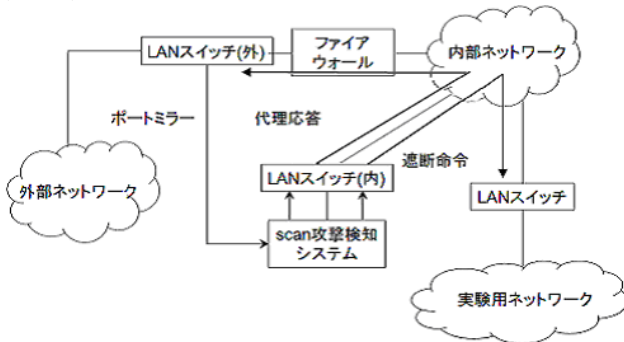 LANスイッチ(外)
ファイア
ウォール
内部ネットワーク
ポートミラー
代理応答
外部ネットワーク
LANスイッチ(内)
遮断命令
LANスイッチ
scan攻撃検知
システム
実験用ネットワーク